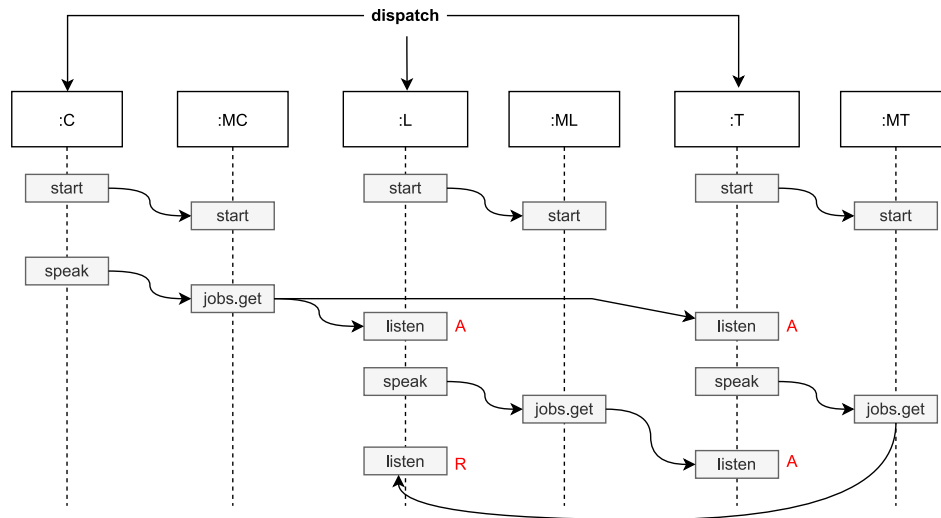 dispatch
:C :MC :L :ML :T :MT
start start start
start start start
speak
jobs.get
listen A listen A
speak speak
jobs.get jobs.get
listen R listen A